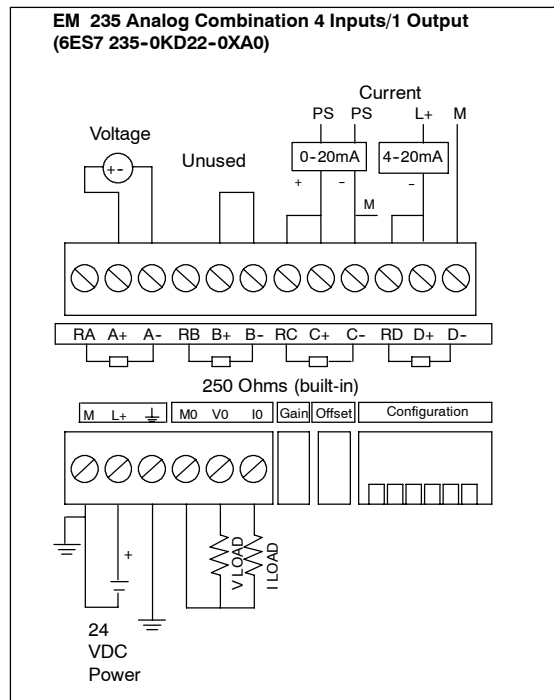 EM 235 Analog Combination 4 Inputs/1 Output
(6ES7 235-0KD22-0XA0)
Current
PS PS L+ M
Voltage
Unused
0-20mA 4-20mA
+-
+ - -
M
RA A+ A- RB B+ B- RC C+ C- RD D+ D-
250 Ohms (built-in)
M L+ M0 V0 I0 Gain Offset Configuration
+
V LOAD
I LOAD
24
VDC
Power